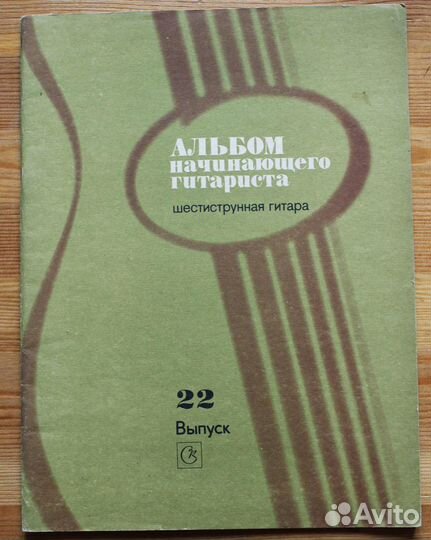 АЛЬБОМ
начинающего
гитариста
шестиструнная гитара
22
Выпуск
Avito